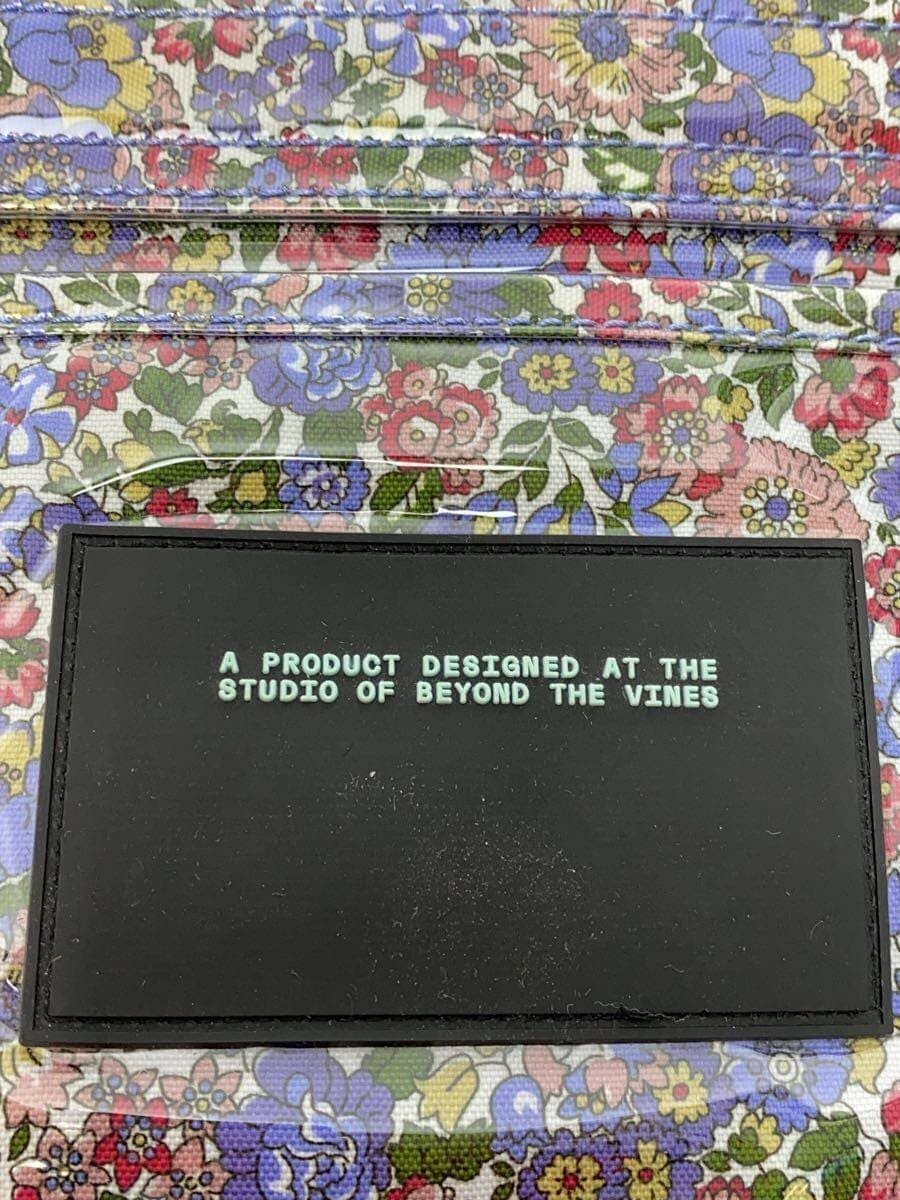 A PRODUCT DESIGNED AT THE
STUDIO OF BEYOND THE VINES